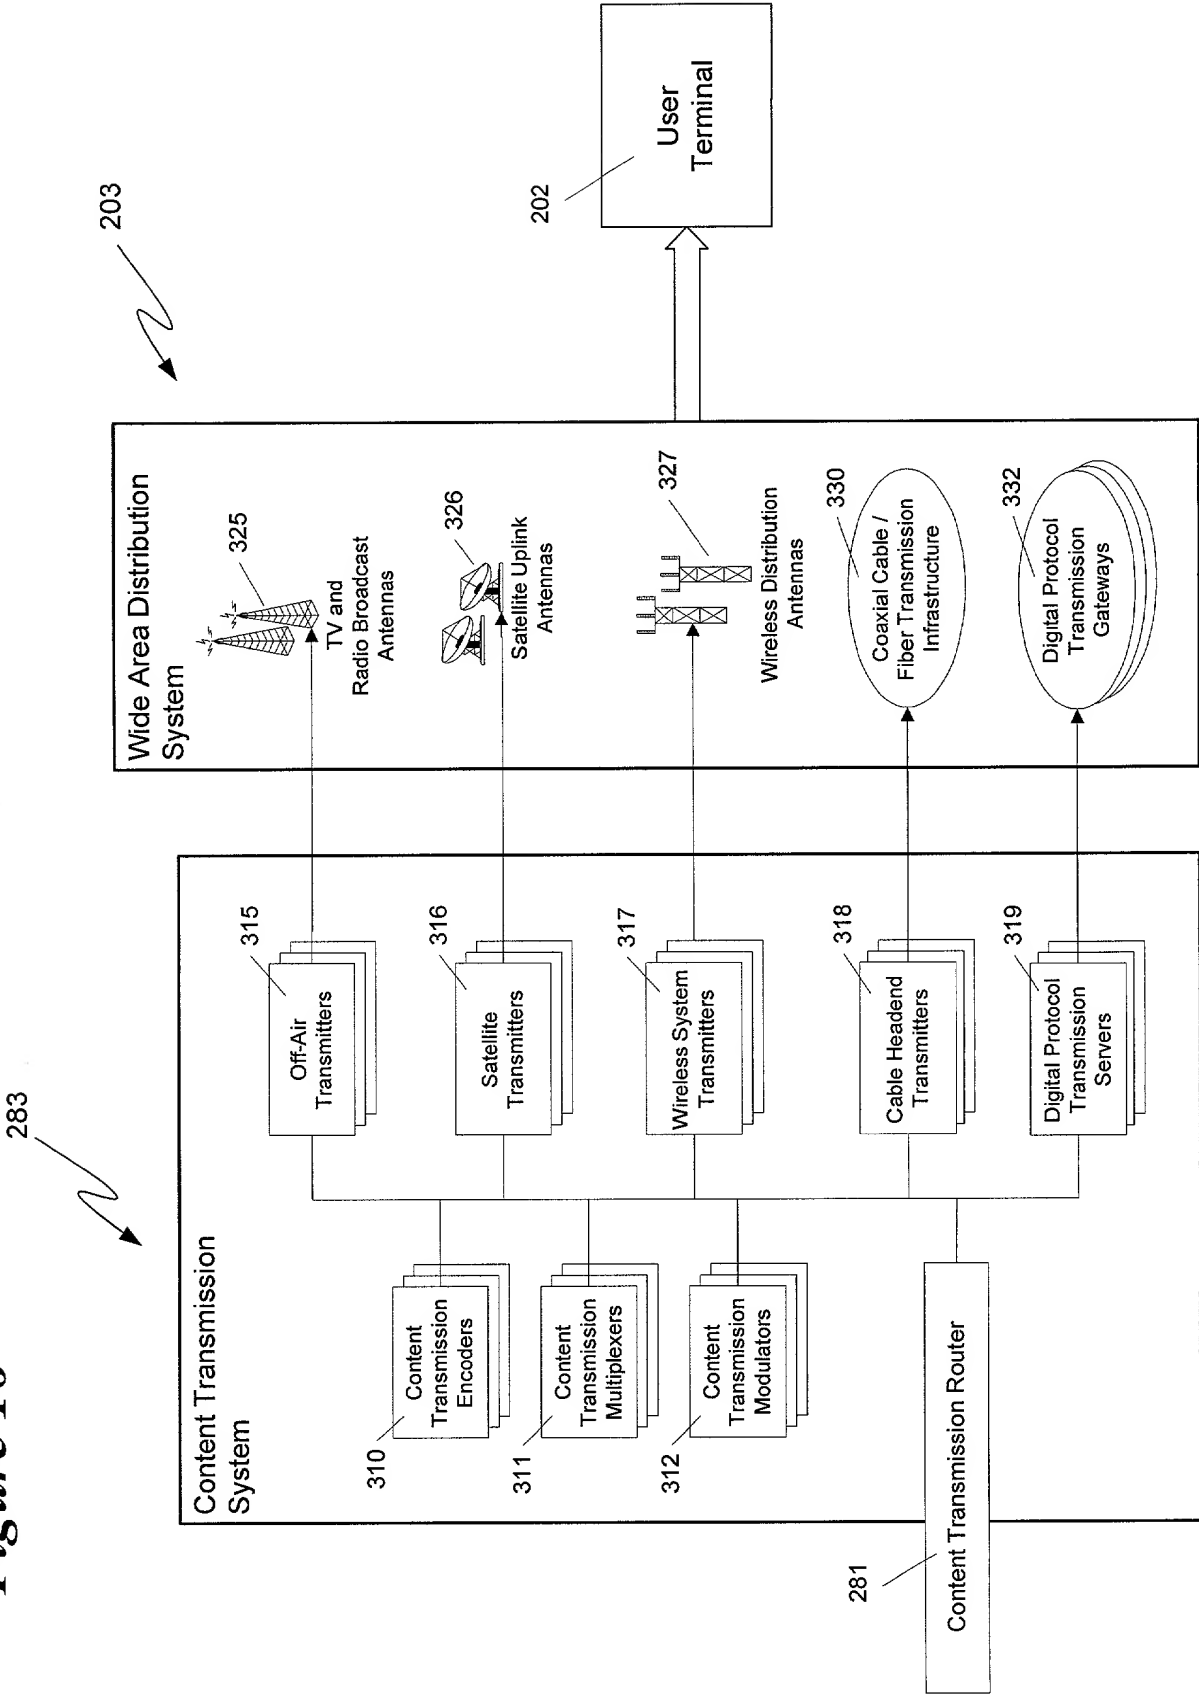 Figure
283
203
Content Transmission
System
Wide Area Distribution
System
310
Content
Transmission
Encoders
311
Content
Transmission
Multiplexers
312
Content
Transmission
Modulators
281
Content Transmission Router
315
Off-Air
Transmitters
316
Satellite
Transmitters
317
Wireless System
Transmitters
318
Cable Headend
Transmitters
319
Digital Protocol
Transmission
Servers
325
TV and
Radio Broadcast
Antennas
326
Satellite Uplink
Antennas
327
Wireless Distribution
Antennas
330
Coaxial Cable /
Fiber Transmission
Infrastructure
332
Digital Protocol
Transmission
Gateways
202
User
Terminal